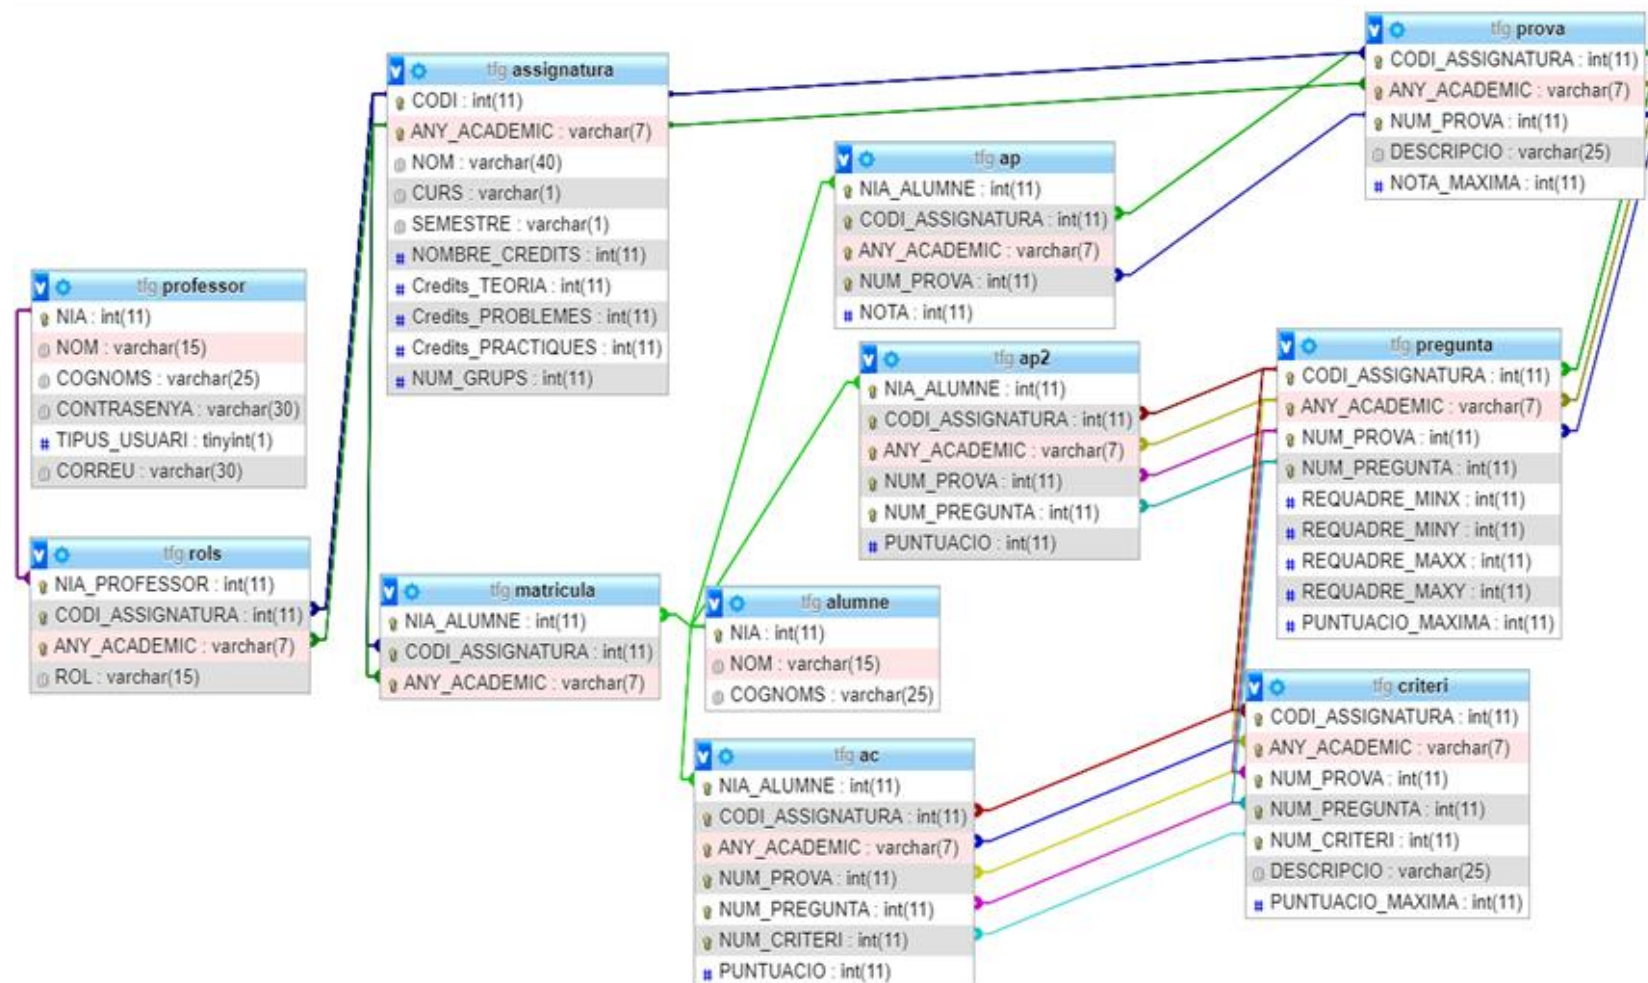 tfg assignatura
CODI : int(11)
ANY_ACADEMIC : varchar(7)
NOM : varchar(40)
CURS : varchar(1)
SEMESTRE : varchar(1)
NOMBRE_CREDITS : int(11)
Credits_TEORIA : int(11)
Credits_PROBLEMES : int(11)
Credits_PRACTIQUES : int(11)
NUM_GRUPS : int(11)
tfg prova
CODI_ASSIGNATURA : int(11)
ANY_ACADEMIC : varchar(7)
NUM_PROVA : int(11)
DESCRIPCIO : varchar(25)
NOTA_MAXIMA : int(11)
tfg ap
NIA_ALUMNE : int(11)
CODI_ASSIGNATURA : int(11)
ANY_ACADEMIC : varchar(7)
NUM_PROVA : int(11)
NOTA : int(11)
tfg professor
NIA : int(11)
NOM : varchar(15)
COGNOMS : varchar(25)
CONTRASENYA : varchar(30)
TIPUS_USUARI : tinyint(1)
CORREU : varchar(30)
tfg ap2
NIA_ALUMNE : int(11)
CODI_ASSIGNATURA : int(11)
ANY_ACADEMIC : varchar(7)
NUM_PROVA : int(11)
NUM_PREGUNTA : int(11)
PUNTUACIO : int(11)
tfg pregunta
CODI_ASSIGNATURA : int(11)
ANY_ACADEMIC : varchar(7)
NUM_PROVA : int(11)
NUM_PREGUNTA : int(11)
REQUADRE_MINX : int(11)
REQUADRE_MINY : int(11)
REQUADRE_MAXX : int(11)
REQUADRE_MAXY : int(11)
PUNTUACIO_MAXIMA : int(11)
tfg rols
NIA_PROFESSOR : int(11)
CODI_ASSIGNATURA : int(11)
ANY_ACADEMIC : varchar(7)
ROL : varchar(15)
tfg matricula
NIA_ALUMNE : int(11)
CODI_ASSIGNATURA : int(11)
ANY_ACADEMIC : varchar(7)
tfg alumne
NIA : int(11)
NOM : varchar(15)
COGNOMS : varchar(25)
tfg criteri
CODI_ASSIGNATURA : int(11)
ANY_ACADEMIC : varchar(7)
NUM_PROVA : int(11)
NUM_PREGUNTA : int(11)
NUM_CRITERI : int(11)
DESCRIPCIO : varchar(25)
PUNTUACIO_MAXIMA : int(11)
tfg ac
NIA_ALUMNE : int(11)
CODI_ASSIGNATURA : int(11)
ANY_ACADEMIC : varchar(7)
NUM_PROVA : int(11)
NUM_PREGUNTA : int(11)
NUM_CRITERI : int(11)
PUNTUACIO : int(11)